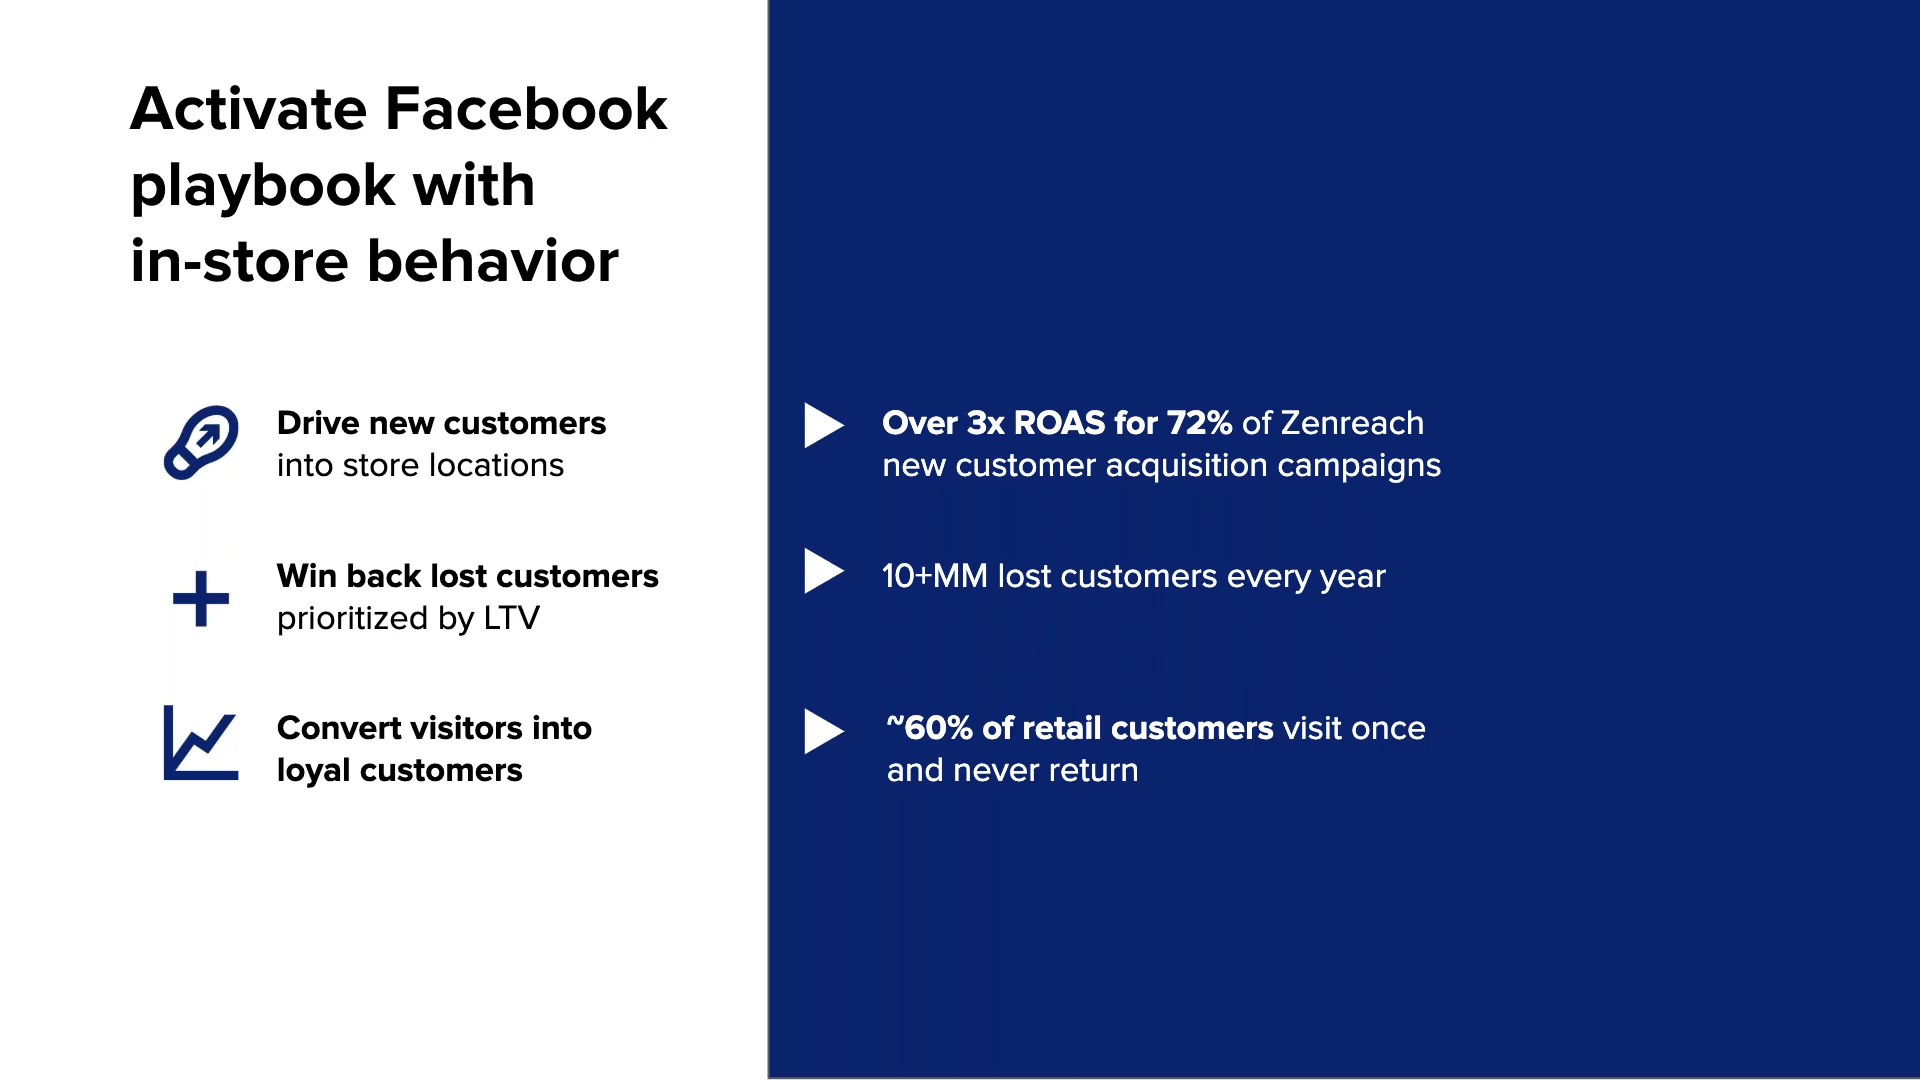 Activate Facebook
playbook with
in-store behavior
Drive new customers
into store locations
Over 3x ROAS for 72% of Zenreach
new customer acquisition campaigns
Win back lost customers
prioritized by LTV
10+MM lost customers every year
Convert visitors into
loyal customers
~60% of retail customers visit once
and never return